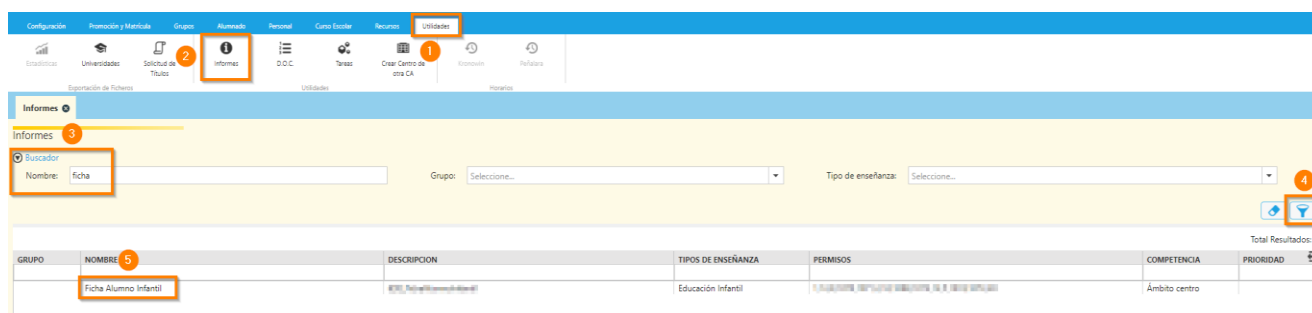 Configuración Promoción y Matrícula Grupos Alumnado Personal Curso Escolar Recursos Utilidades
1
2
Estadísticas Universidades Solicitud de Títulos Informes D.O.C. Tareas Crear Centro de otra CA Kronowin Peñalara
Exportación de Ficheros Utilidades Horarios
Informes
Informes 3
Buscador
Nombre: ficha Grupo: Seleccione... Tipo de enseñanza: Seleccione...
4
Total Resultados:
GRUPO NOMBRE 5 DESCRIPCION TIPOS DE ENSEÑANZA PERMISOS COMPETENCIA PRIORIDAD
Ficha Alumno Infantil Educación Infantil Ámbito centro